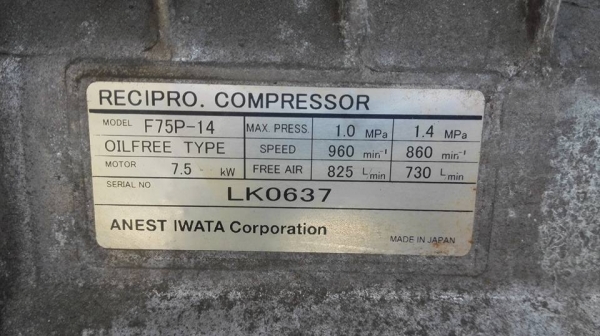 RECIPRO. COMPRESSOR
MODEL F75P-14 MAX. PRESS. 1.0 MPa 1.4 MPa
OILFREE TYPE SPEED 960 min⁻¹ 860 min⁻¹
MOTOR 7.5 kW FREE AIR 825 L/min 730 L/min
SERIAL NO LK0637
ANEST IWATA Corporation MADE IN JAPAN